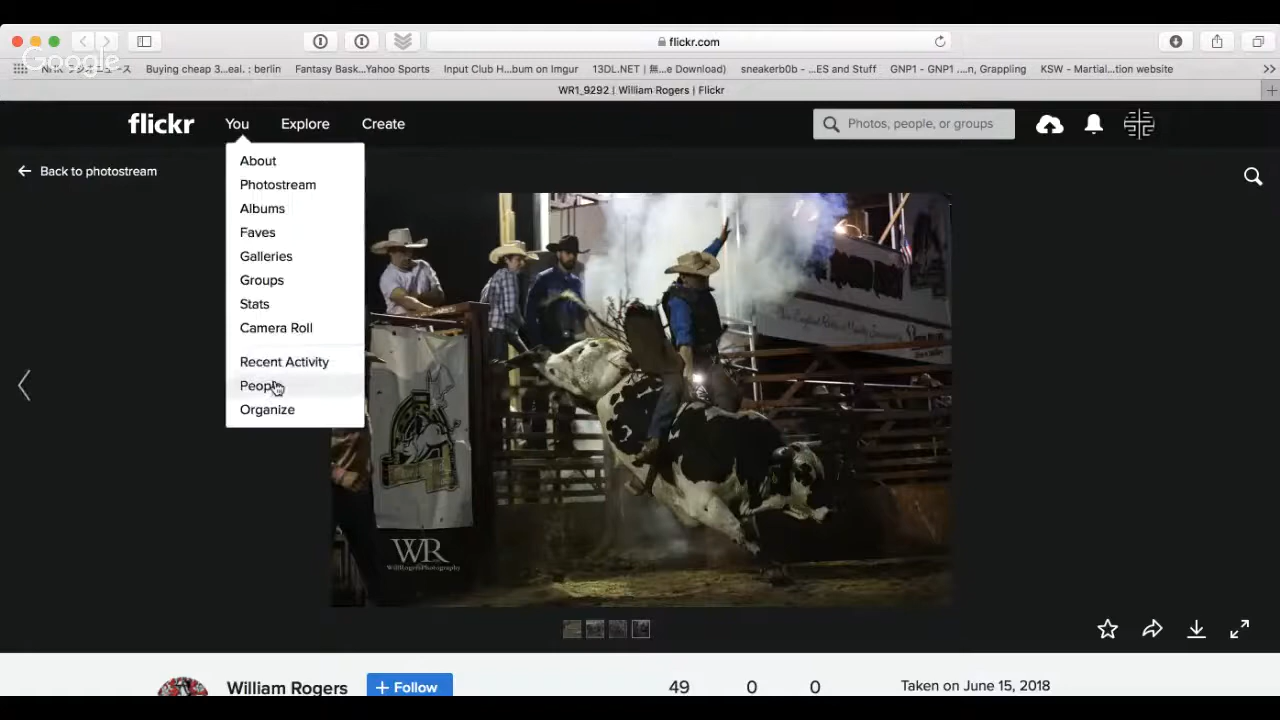 flickr.com
Google
Buying cheap 3...eal. : berlin
Fantasy Bask...Yahoo Sports
Input Club H...bum on Imgur
13DL.NET | 無...e Download)
sneakerb0b - ...ES and Stuff
GNP1 - GNP1 ....n, Grappling
KSW - Martial...tion website
>>
WR1_9292 | William Rogers | Flickr
+
flickr
You
Explore
Create
Photos, people, or groups
Back to photostream
About
Photostream
Albums
Faves
Galleries
Groups
Stats
Camera Roll
Recent Activity
People
Organize
WR
WillRogersPhotography
William Rogers
+ Follow
49
0
0
Taken on June 15, 2018